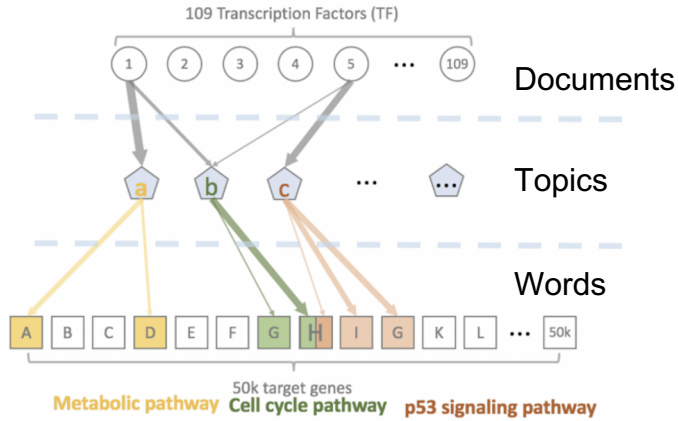 109 Transcription Factors (TF)
1 2 3 4 5 ... 109
Documents
a b c ... ...
Topics
Words
A B C D E F G H I G K L ... 50k
50k target genes
Metabolic pathway Cell cycle pathway p53 signaling pathway